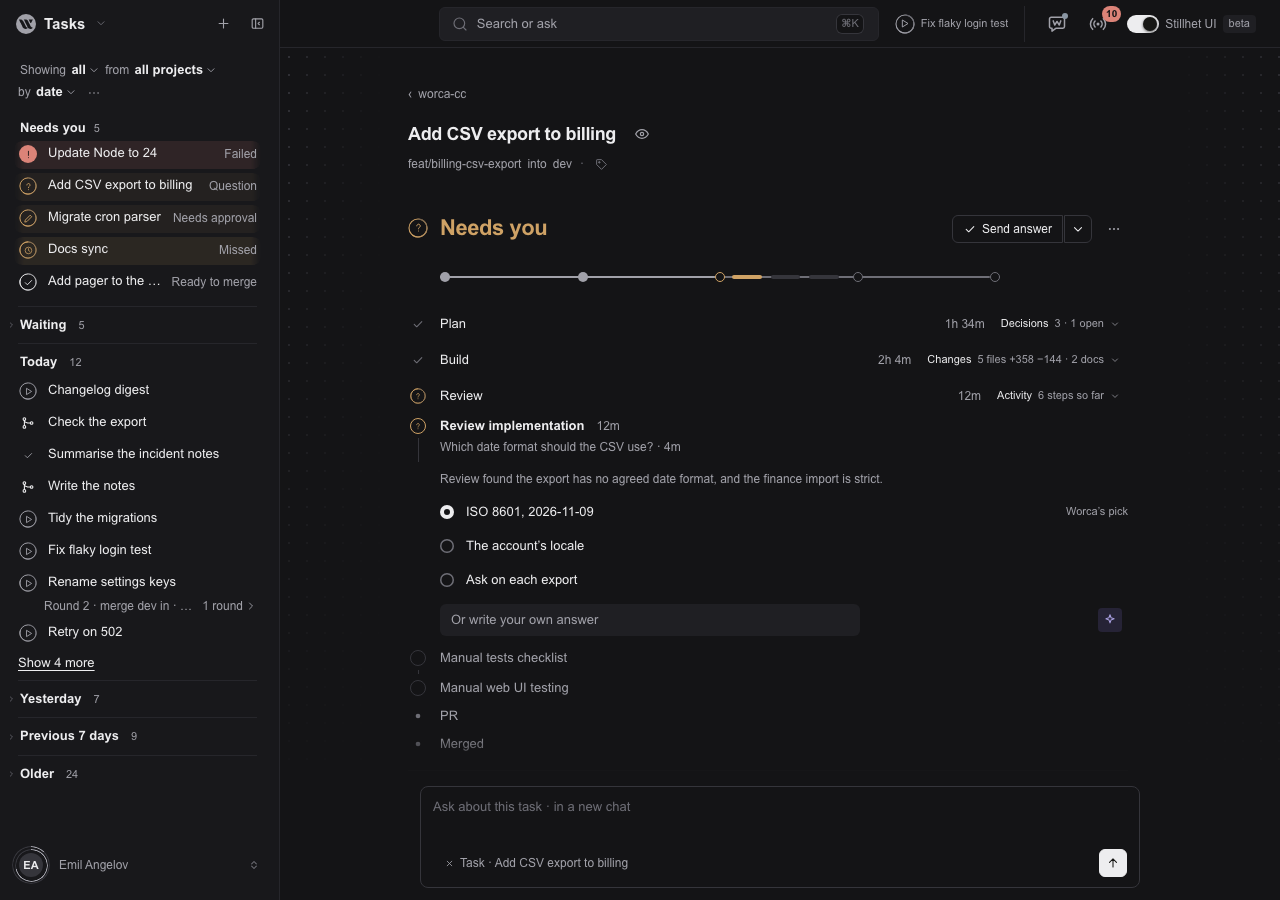 Tasks
Showing all from all projects
by date ...
Needs you 5
Update Node to 24 Failed
Add CSV export to billing Question
Migrate cron parser Needs approval
Docs sync Missed
Add pager to the … Ready to merge
Waiting 5
Today 12
Changelog digest
Check the export
Summarise the incident notes
Write the notes
Tidy the migrations
Fix flaky login test
Rename settings keys
Round 2 · merge dev in · … 1 round
Retry on 502
Show 4 more
Yesterday 7
Previous 7 days 9
Older 24
EA Emil Angelov
Search or ask ⌘K
Fix flaky login test
10
Stillhet UI beta
‹ worca-cc
Add CSV export to billing
feat/billing-csv-export into dev ·
Needs you
Send answer
Plan 1h 34m Decisions 3 · 1 open
Build 2h 4m Changes 5 files +358 −144 · 2 docs
Review 12m Activity 6 steps so far
Review implementation 12m
Which date format should the CSV use? · 4m
Review found the export has no agreed date format, and the finance import is strict.
ISO 8601, 2026-11-09 Worca's pick
The account's locale
Ask on each export
Or write your own answer
Manual tests checklist
Manual web UI testing
PR
Merged
Ask about this task · in a new chat
× Task · Add CSV export to billing